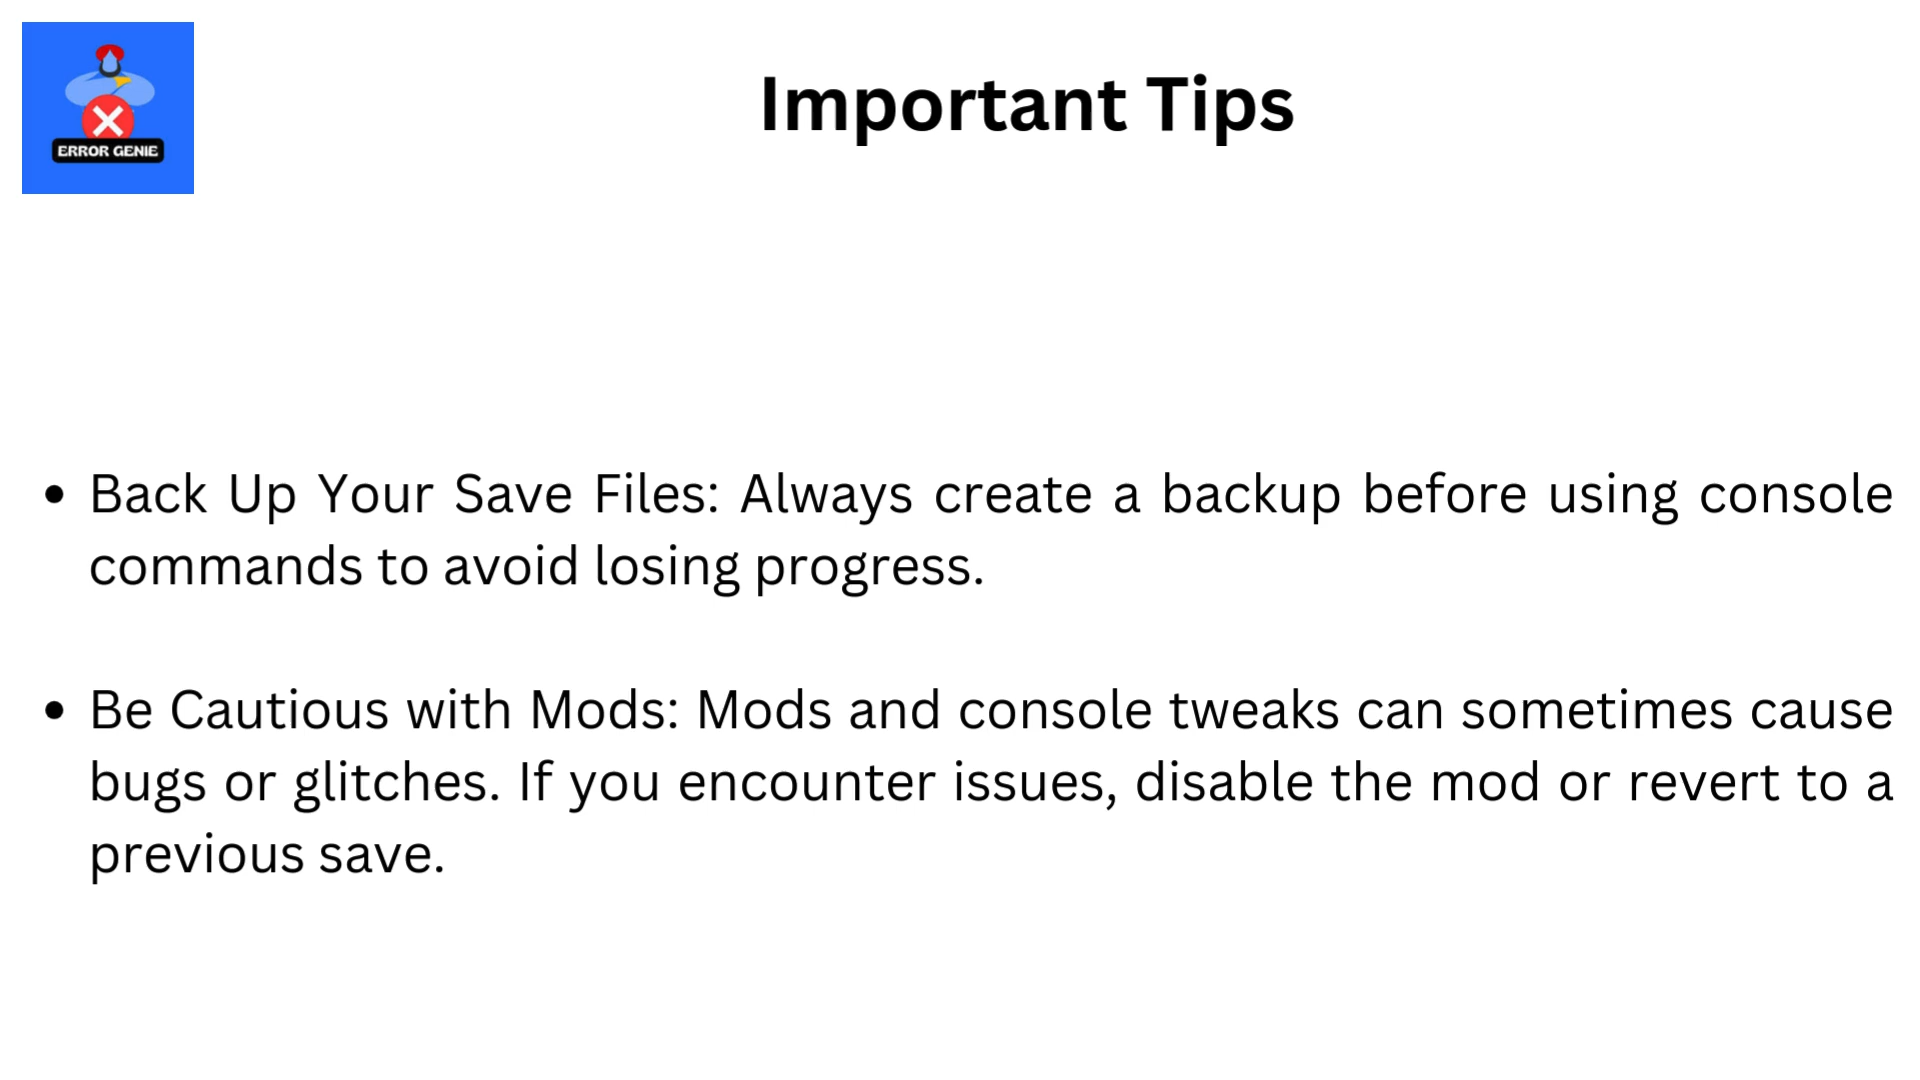 ERROR GENIE
Important Tips
• Back Up Your Save Files: Always create a backup before using console
commands to avoid losing progress.
• Be Cautious with Mods: Mods and console tweaks can sometimes cause
bugs or glitches. If you encounter issues, disable the mod or revert to a
previous save.